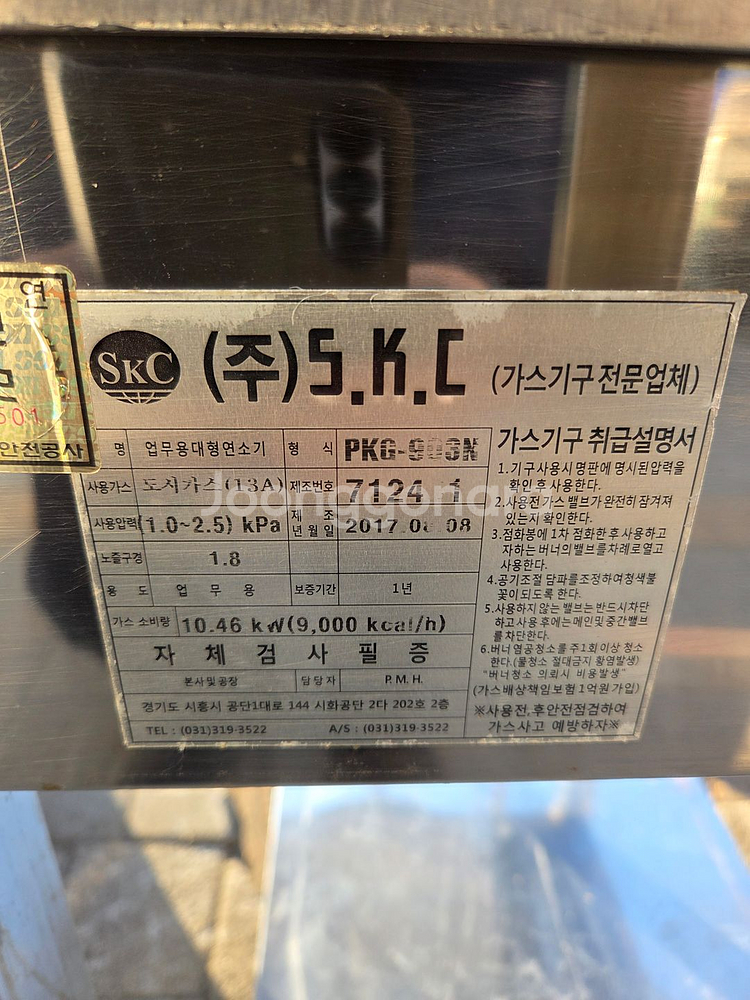 연
501
안전공사
SKC (주)S.K.C (가스기구전문업체)
명 업무용대형연소기 형 식
사용가스 도시가스(13A) 제조번호 7124 1
사용압력 (1.0~2.5) kPa 제 조 년월일 2017.0 08
노즐구경 1.8
용 도 업 무 용 보증기간 1년
가스 소비량 10.46 kW(9,000 kcal/h)
자 체 검 사 필 증
본사및공장 담당자 P.M.H.
경기도 시흥시 공단1대로 144 시화공단 2다 202호 2층
TEL : (031)319-3522 A/S : (031)319-3522
가스기구 취급설명서
1.기구사용시 명판에 명시된 압력을
확인 후 사용한다.
2.사용전 가스 밸브가 완전히 잠겨져
있는지 확인한다.
3.점화봉에 1차 점화한 후 사용하고
자하는 버너의 밸브를 차례로 열고
사용한다.
4.공기조절 담파를 조정하여 청색불
꽃이 되도록 한다.
5.사용하지 않는 밸브는 반드시 차단
하고 사용 후에는 메인 및 중간밸브
를 차단한다.
6.버너 염공청소를 주1회이상 청소
한다.(불청소 절대금지 황염발생)
"버너청소 의뢰시 비용발생"
(가스배상책임보험 1억원 가입)
※사용전,후안전점검하여
가스사고 예방하자※
Joonggonara